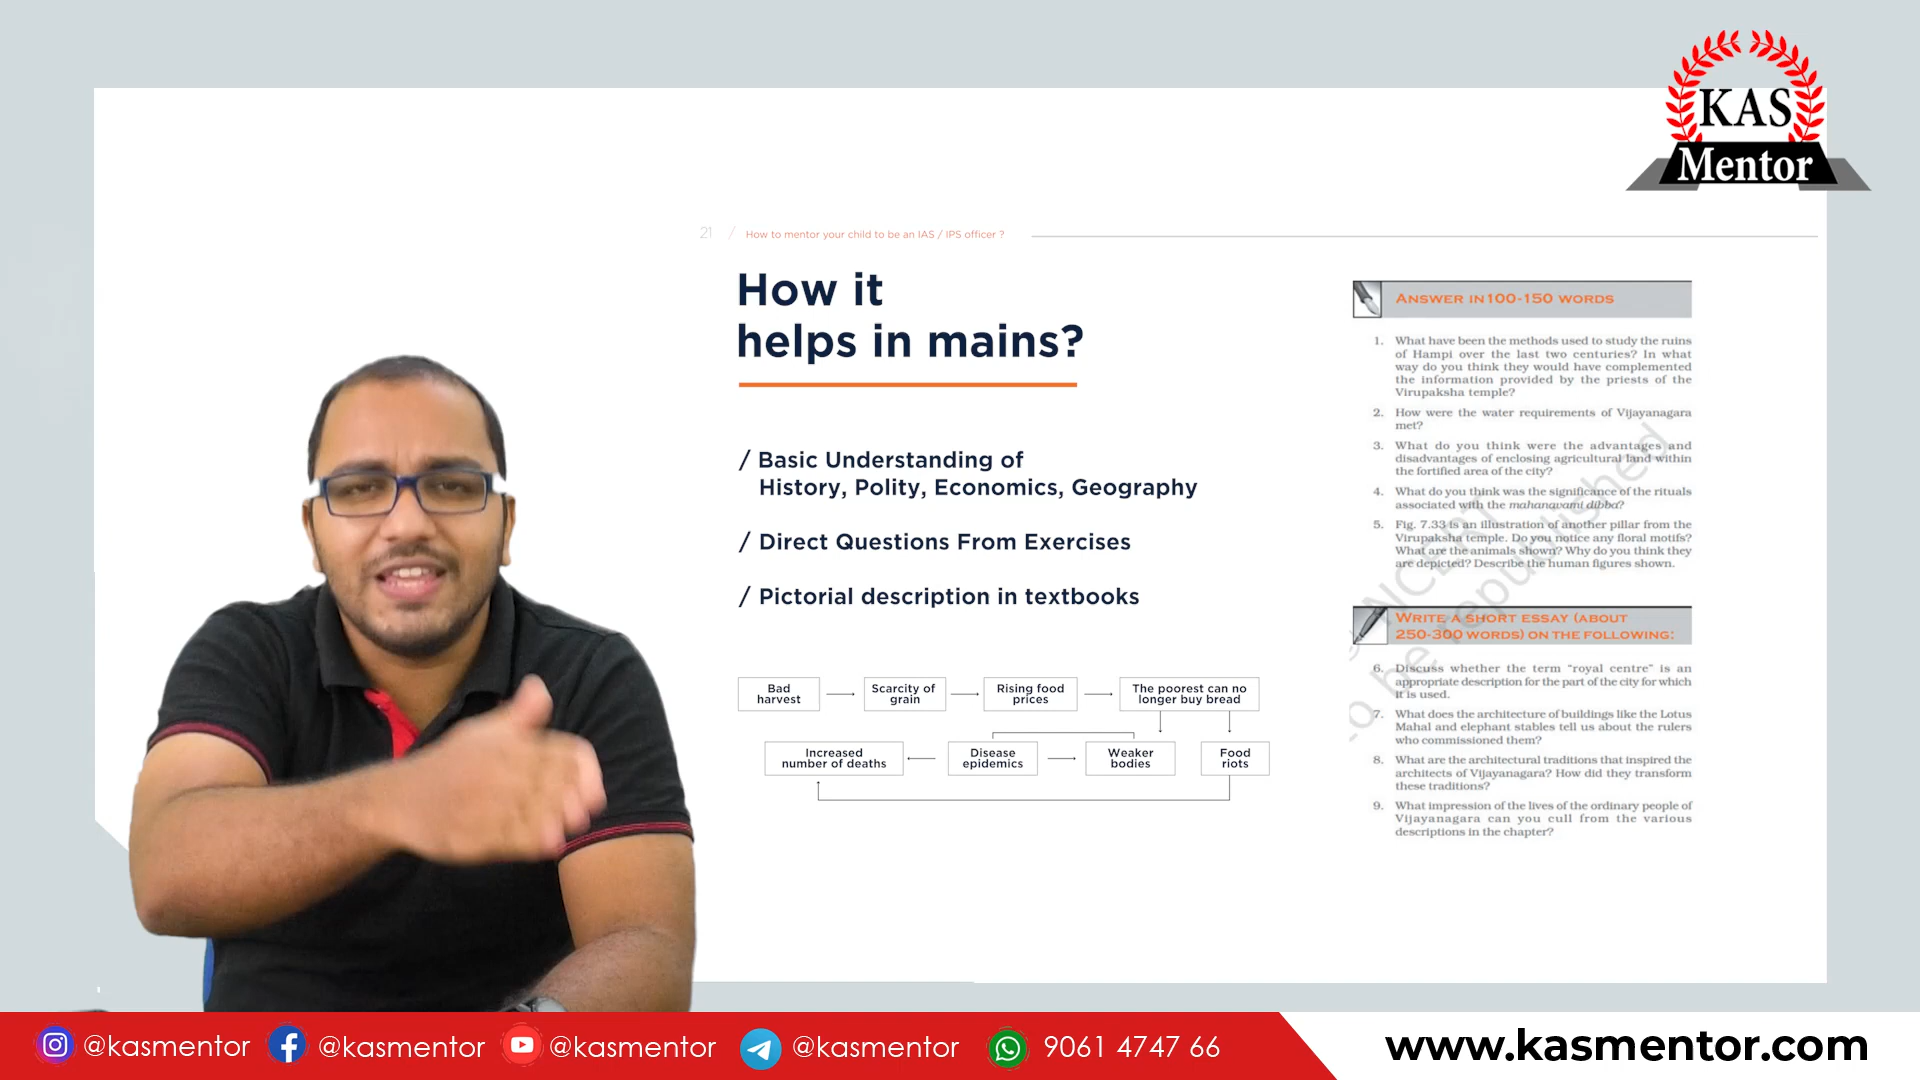 KAS
Mentor
21 / How to mentor your child to be an IAS / IPS officer ?
How it
helps in mains?
/ Basic Understanding of
History, Polity, Economics, Geography
/ Direct Questions From Exercises
/ Pictorial description in textbooks
Bad
harvest
Scarcity of
grain
Rising food
prices
The poorest can no
longer buy bread
Increased
number of deaths
Disease
epidemics
Weaker
bodies
Food
riots
ANSWER IN 100-150 WORDS
1. What have been the methods used to study the ruins
of Hampi over the last two centuries? In what
way do you think they would have complemented
the information provided by the priests of the
Virupaksha temple?
2. How were the water requirements of Vijayanagara
met?
3. What do you think were the advantages and
disadvantages of enclosing agricultural land within
the fortified area of the city?
4. What do you think was the significance of the rituals
associated with the mahanavami dibba?
5. Fig. 7.33 is an illustration of another pillar from the
Virupaksha temple. Do you notice any floral motifs?
What are the animals shown? Why do you think they
are depicted? Describe the human figures shown.
WRITE A SHORT ESSAY (ABOUT
250-300 WORDS) ON THE FOLLOWING:
6. Discuss whether the term "royal centre" is an
appropriate description for the part of the city for which
it is used.
7. What does the architecture of buildings like the Lotus
Mahal and elephant stables tell us about the rulers
who commissioned them?
8. What are the architectural traditions that inspired the
architects of Vijayanagara? How did they transform
these traditions?
9. What impression of the lives of the ordinary people of
Vijayanagara can you cull from the various
descriptions in the chapter?
NCERT
o be republished
@kasmentor @kasmentor @kasmentor @kasmentor 9061 4747 66
www.kasmentor.com